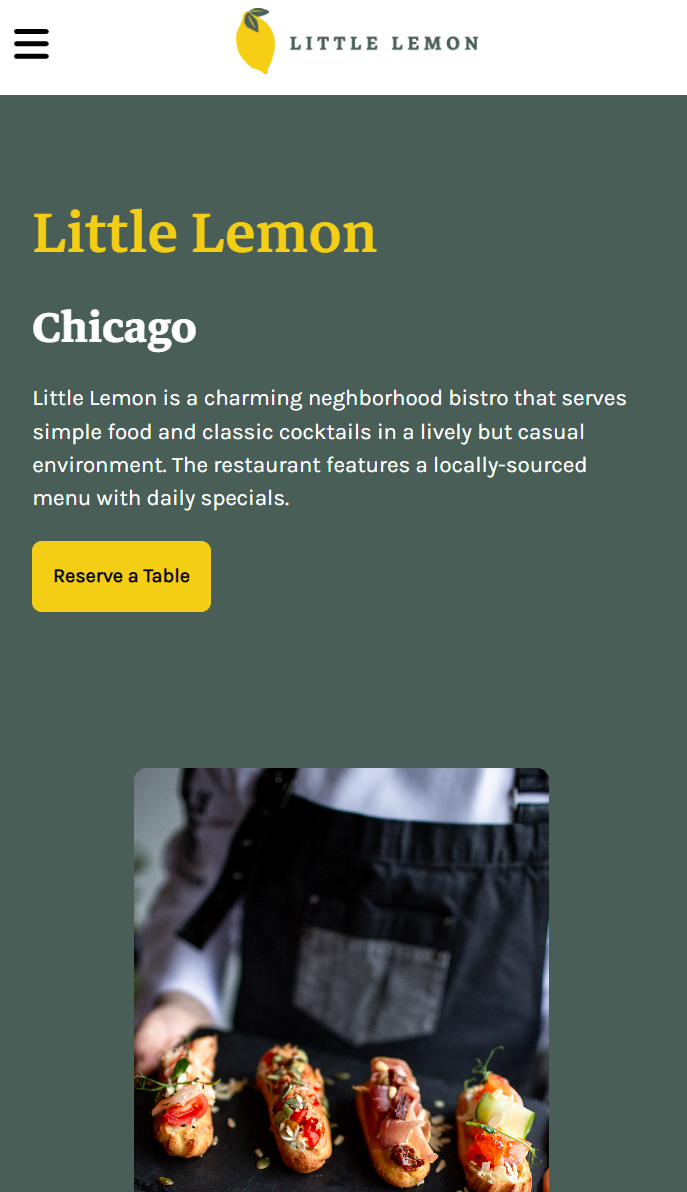 LITTLE LEMON
Little Lemon
Chicago
Little Lemon is a charming neghborhood bistro that serves
simple food and classic cocktails in a lively but casual
environment. The restaurant features a locally-sourced
menu with daily specials.
Reserve a Table